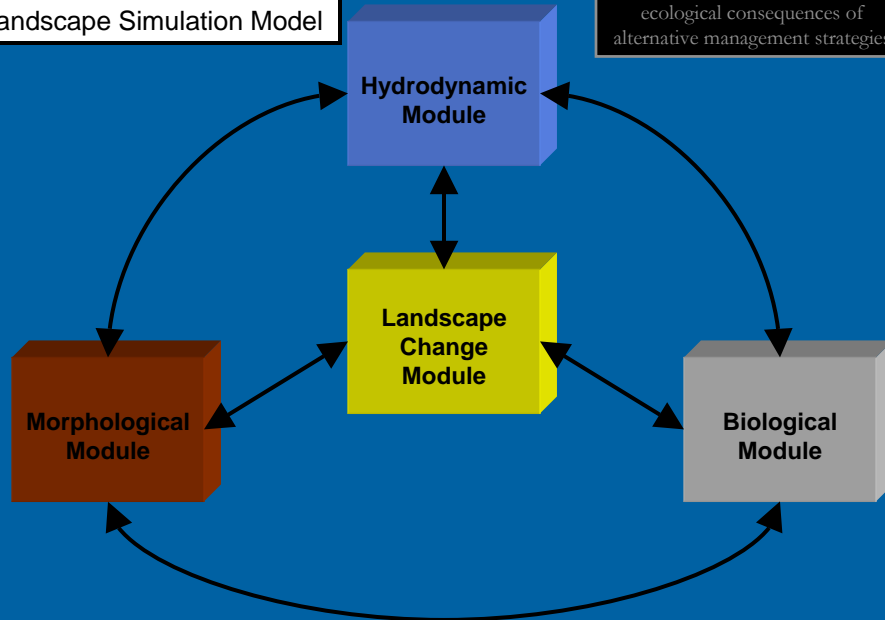 andscape Simulation Model
ecological consequences of
alternative management strategies
Hydrodynamic
Module
Landscape
Change
Module
Morphological
Module
Biological
Module